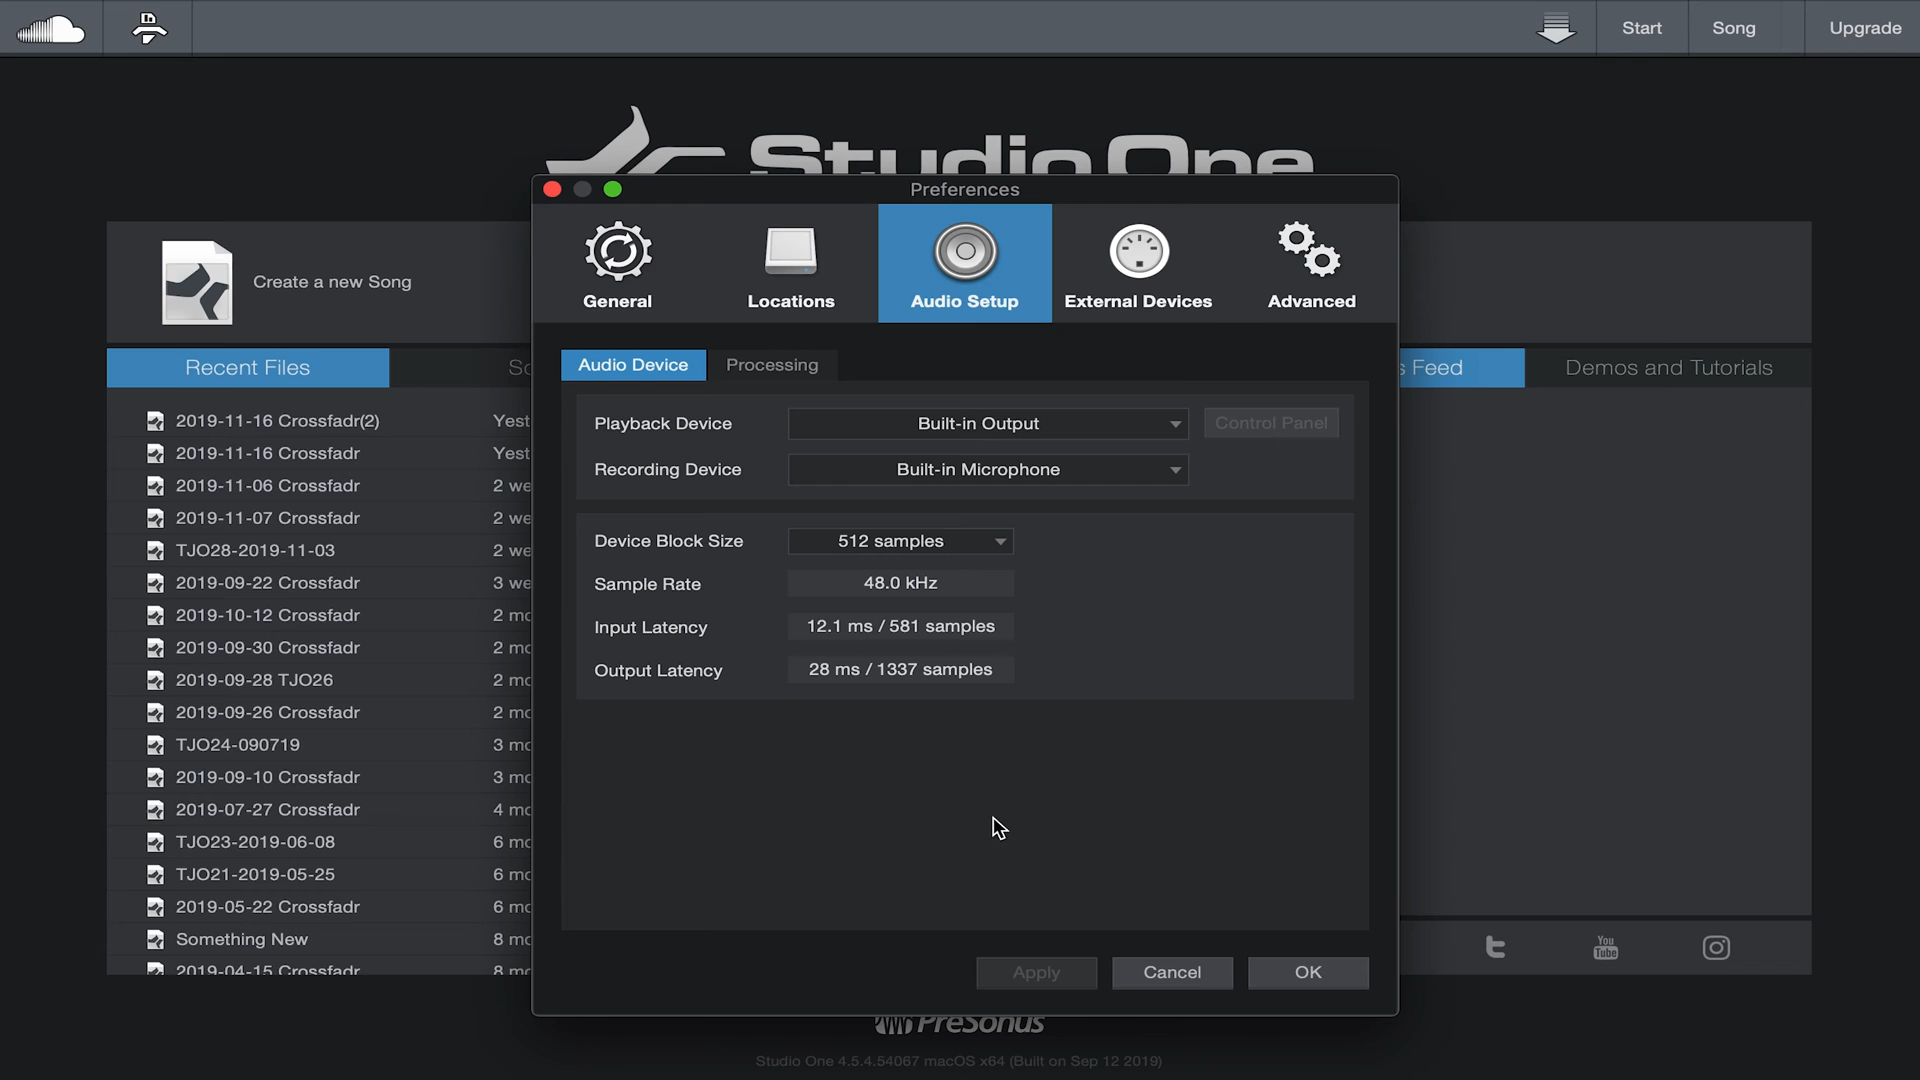 Start
Song
Upgrade
Studio One
Preferences
General
Locations
Audio Setup
External Devices
Advanced
Create a new Song
Recent Files
Feed
Demos and Tutorials
Audio Device
Processing
Playback Device
Built-in Output
Control Panel
Recording Device
Built-in Microphone
Device Block Size
512 samples
Sample Rate
48.0 kHz
Input Latency
12.1 ms / 581 samples
Output Latency
28 ms / 1337 samples
2019-11-16 Crossfadr(2)
2019-11-16 Crossfadr
2019-11-06 Crossfadr
2019-11-07 Crossfadr
TJO28-2019-11-03
2019-09-22 Crossfadr
2019-10-12 Crossfadr
2019-09-30 Crossfadr
2019-09-28 TJO26
2019-09-26 Crossfadr
TJO24-090719
2019-09-10 Crossfadr
2019-07-27 Crossfadr
TJO23-2019-06-08
TJO21-2019-05-25
2019-05-22 Crossfadr
Something New
2019-04-15 Crossfadr
You Tube
Apply
Cancel
OK
PreSonus
Studio One 4.5.4.54067 macOS x64 (Built on Sep 12 2019)